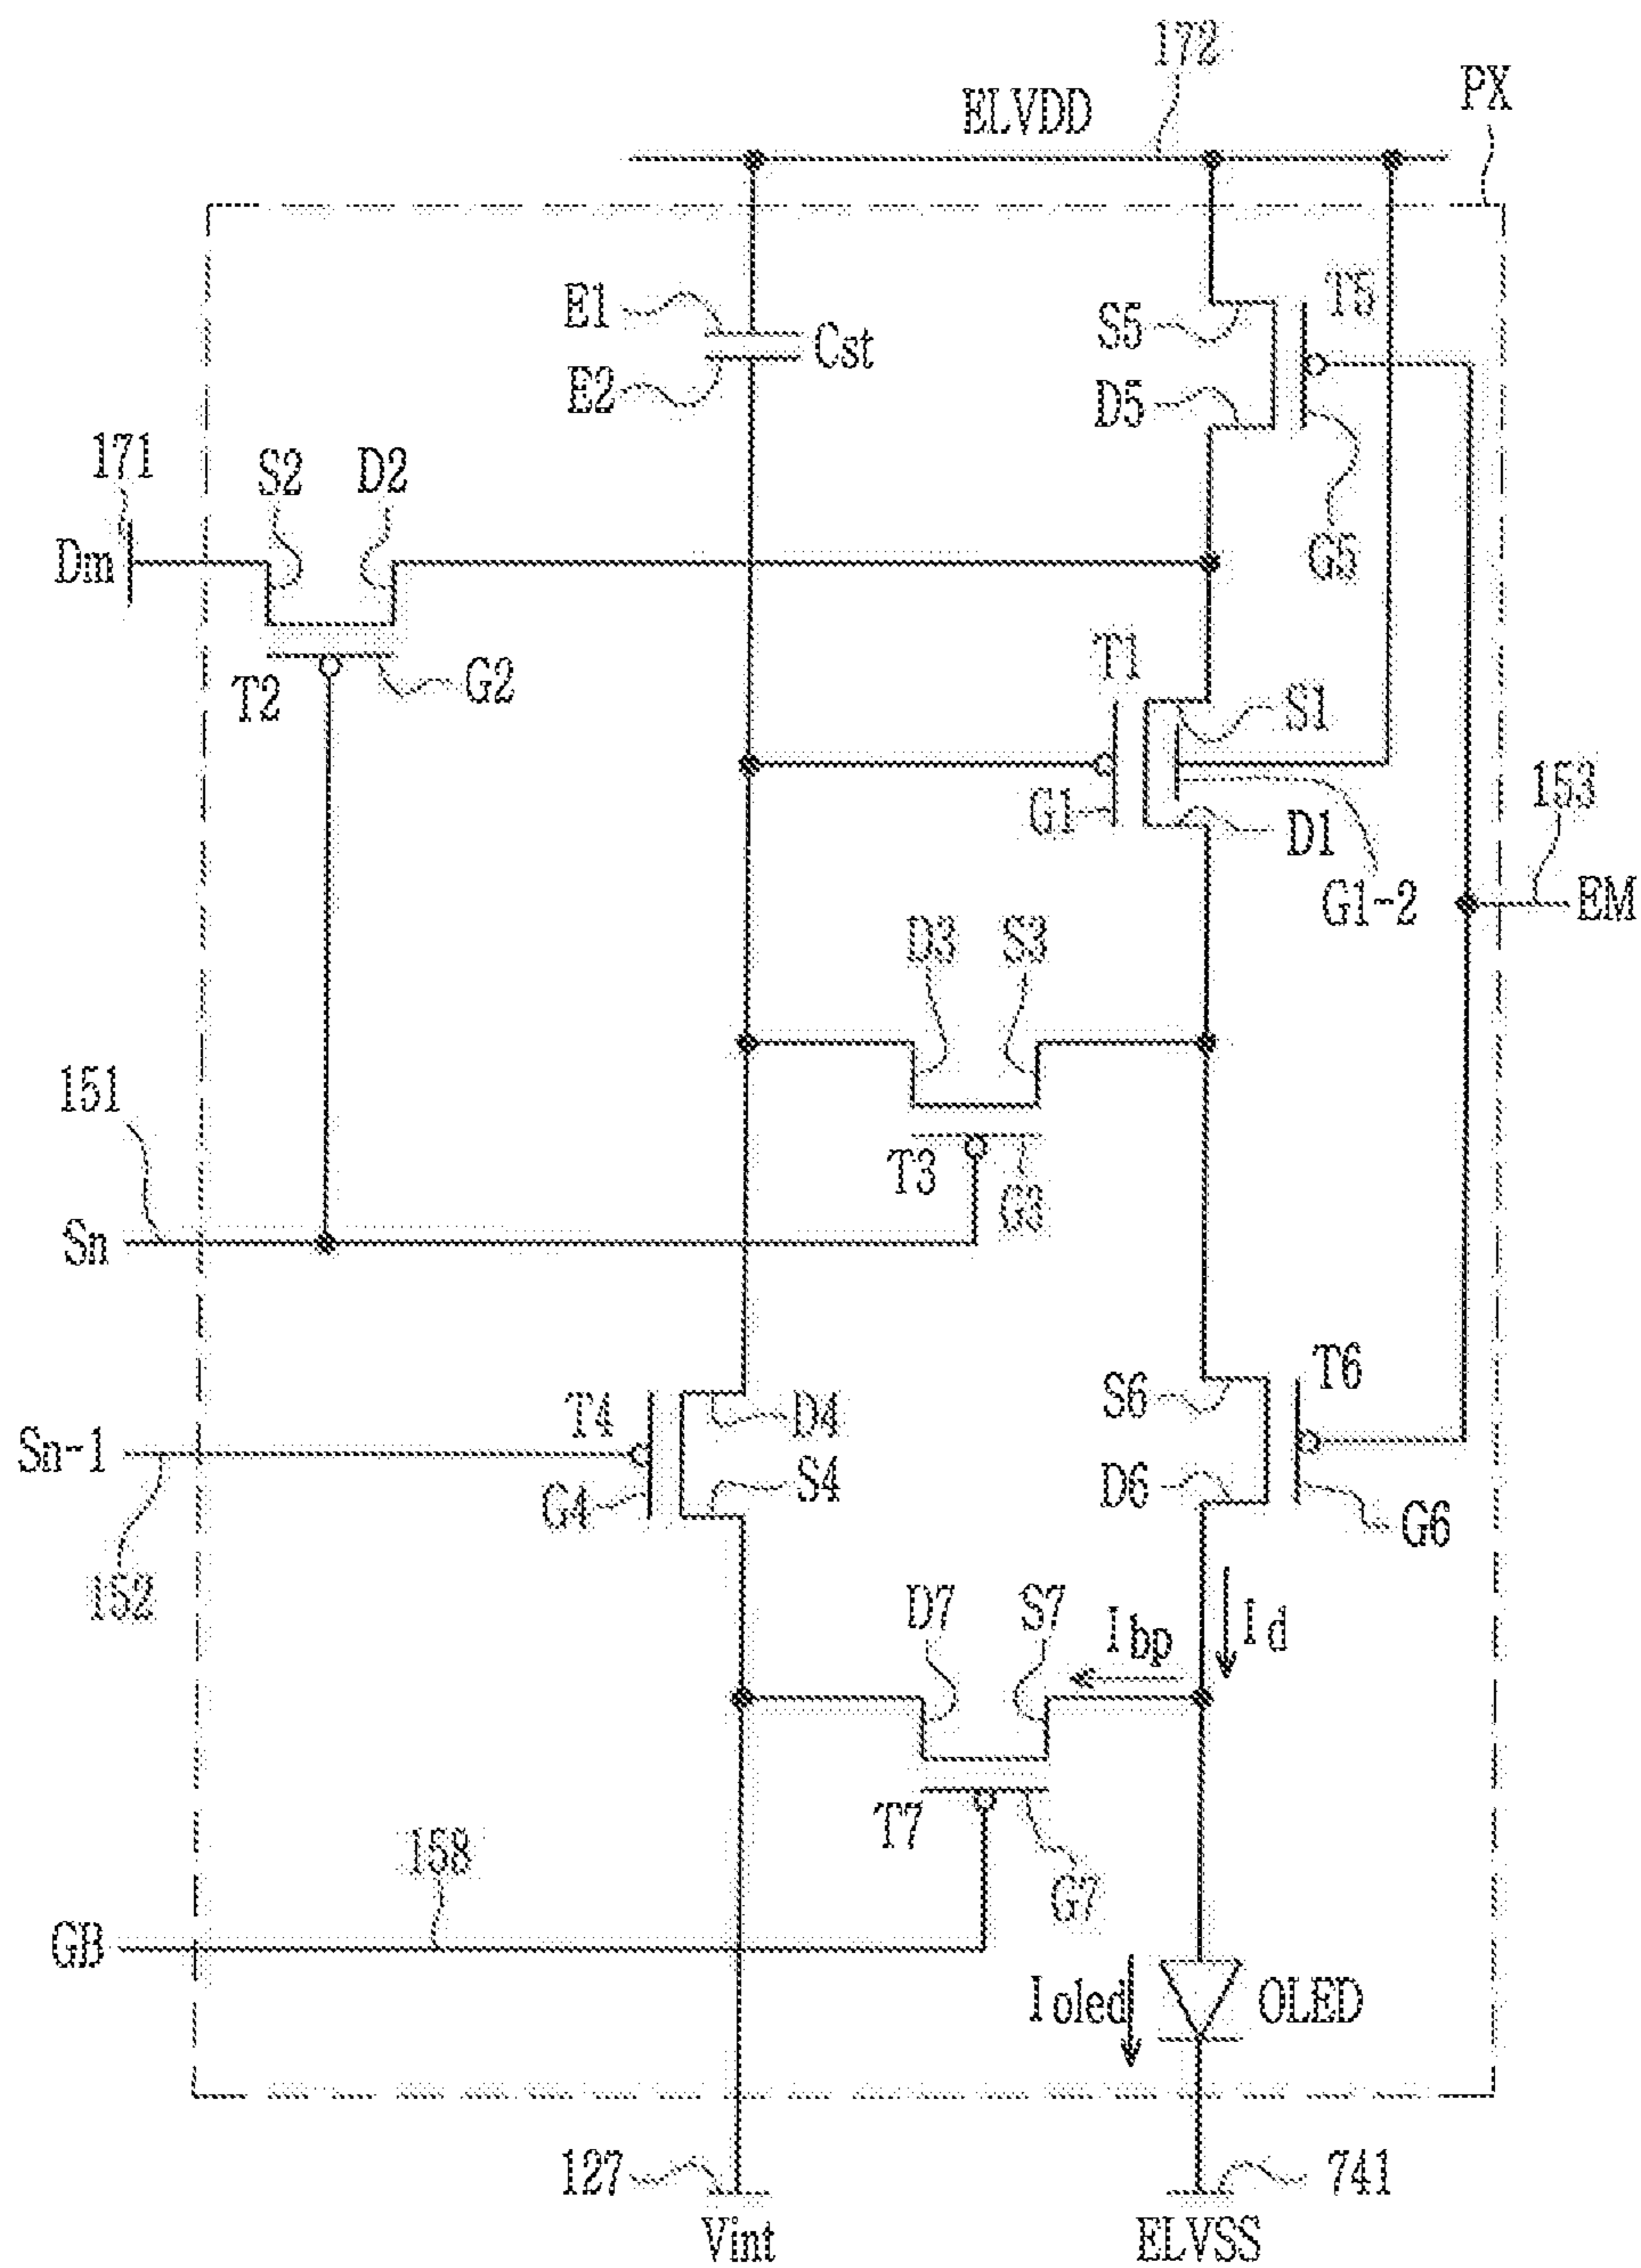 172
ELVDD
PX
E1
Cst
E2
S5
T5
D5
G5
171
S2
D2
Dm
T2
G2
T1
S1
G1
D1
G1-2
153
EM
D3
S3
151
T3
G3
Sn
T4
D4
S6
T6
Sn-1
G4
S4
D6
G6
152
D7
S7
Ibp
Id
T7
G7
158
GB
Ioled
OLED
127
741
Vint
ELVSS